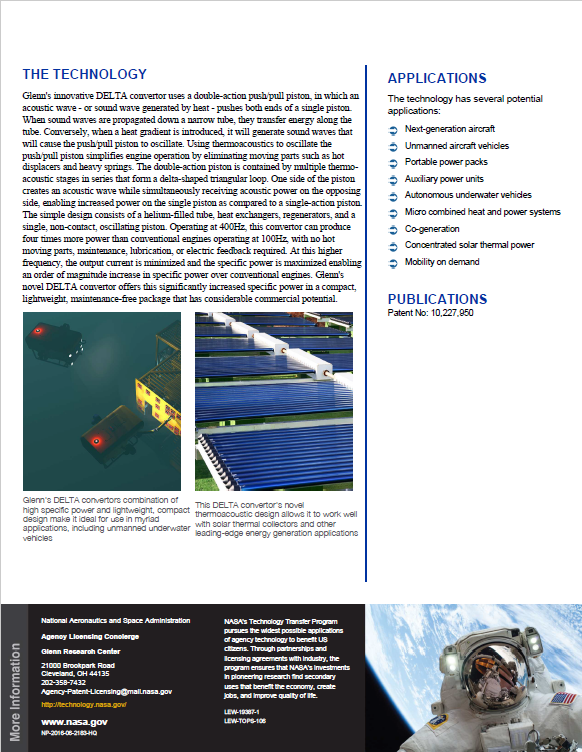 THE TECHNOLOGY
Glenn's innovative DELTA convertor uses a double-action push/pull piston, in which an
acoustic wave - or sound wave generated by heat - pushes both ends of a single piston.
When sound waves are propagated down a narrow tube, they transfer energy along the
tube. Conversely, when a heat gradient is introduced, it will generate sound waves that
will cause the push/pull piston to oscillate. Using thermoacoustics to oscillate the
push/pull piston simplifies engine operation by eliminating moving parts such as hot
displacers and heavy springs. The double-action piston is contained by multiple thermo-
acoustic stages in series that form a delta-shaped triangular loop. One side of the piston
creates an acoustic wave while simultaneously receiving acoustic power on the opposing
side, enabling increased power on the single piston as compared to a single-action piston.
The simple design consists of a helium-filled tube, heat exchangers, regenerators, and a
single, non-contact, oscillating piston. Operating at 400Hz, this convertor can produce
four times more power than conventional engines operating at 100Hz, with no hot
moving parts, maintenance, lubrication, or electric feedback required. At this higher
frequency, the output current is minimized and the specific power is maximized enabling
an order of magnitude increase in specific power over conventional engines. Glenn's
novel DELTA convertor offers this significantly increased specific power in a compact,
lightweight, maintenance-free package that has considerable commercial potential.
Glenn's DELTA convertors combination of
high specific power and lightweight, compact
design make it ideal for use in myriad
applications, including unmanned underwater
vehicles
This DELTA convertor's novel
thermoacoustic design allows it to work well
with solar thermal collectors and other
leading-edge energy generation applications
APPLICATIONS
The technology has several potential
applications:
Next-generation aircraft
Unmanned aircraft vehicles
Portable power packs
Auxiliary power units
Autonomous underwater vehicles
Micro combined heat and power systems
Co-generation
Concentrated solar thermal power
Mobility on demand
PUBLICATIONS
Patent No: 10,227,950
More Information
National Aeronautics and Space Administration
Agency Licensing Concierge
Glenn Research Center
21000 Brookpark Road
Cleveland, OH 44135
202-358-7432
Agency-Patent-Licensing@mail.nasa.gov
http://technology.nasa.gov/
www.nasa.gov
NP-2016-06-2183-HQ
NASA's Technology Transfer Program
pursues the widest possible applications
of agency technology to benefit US
citizens. Through partnerships and
licensing agreements with industry, the
program ensures that NASA's investments
in pioneering research find secondary
uses that benefit the economy, create
jobs, and improve quality of life.
LEW-19367-1
LEW-TOPS-106